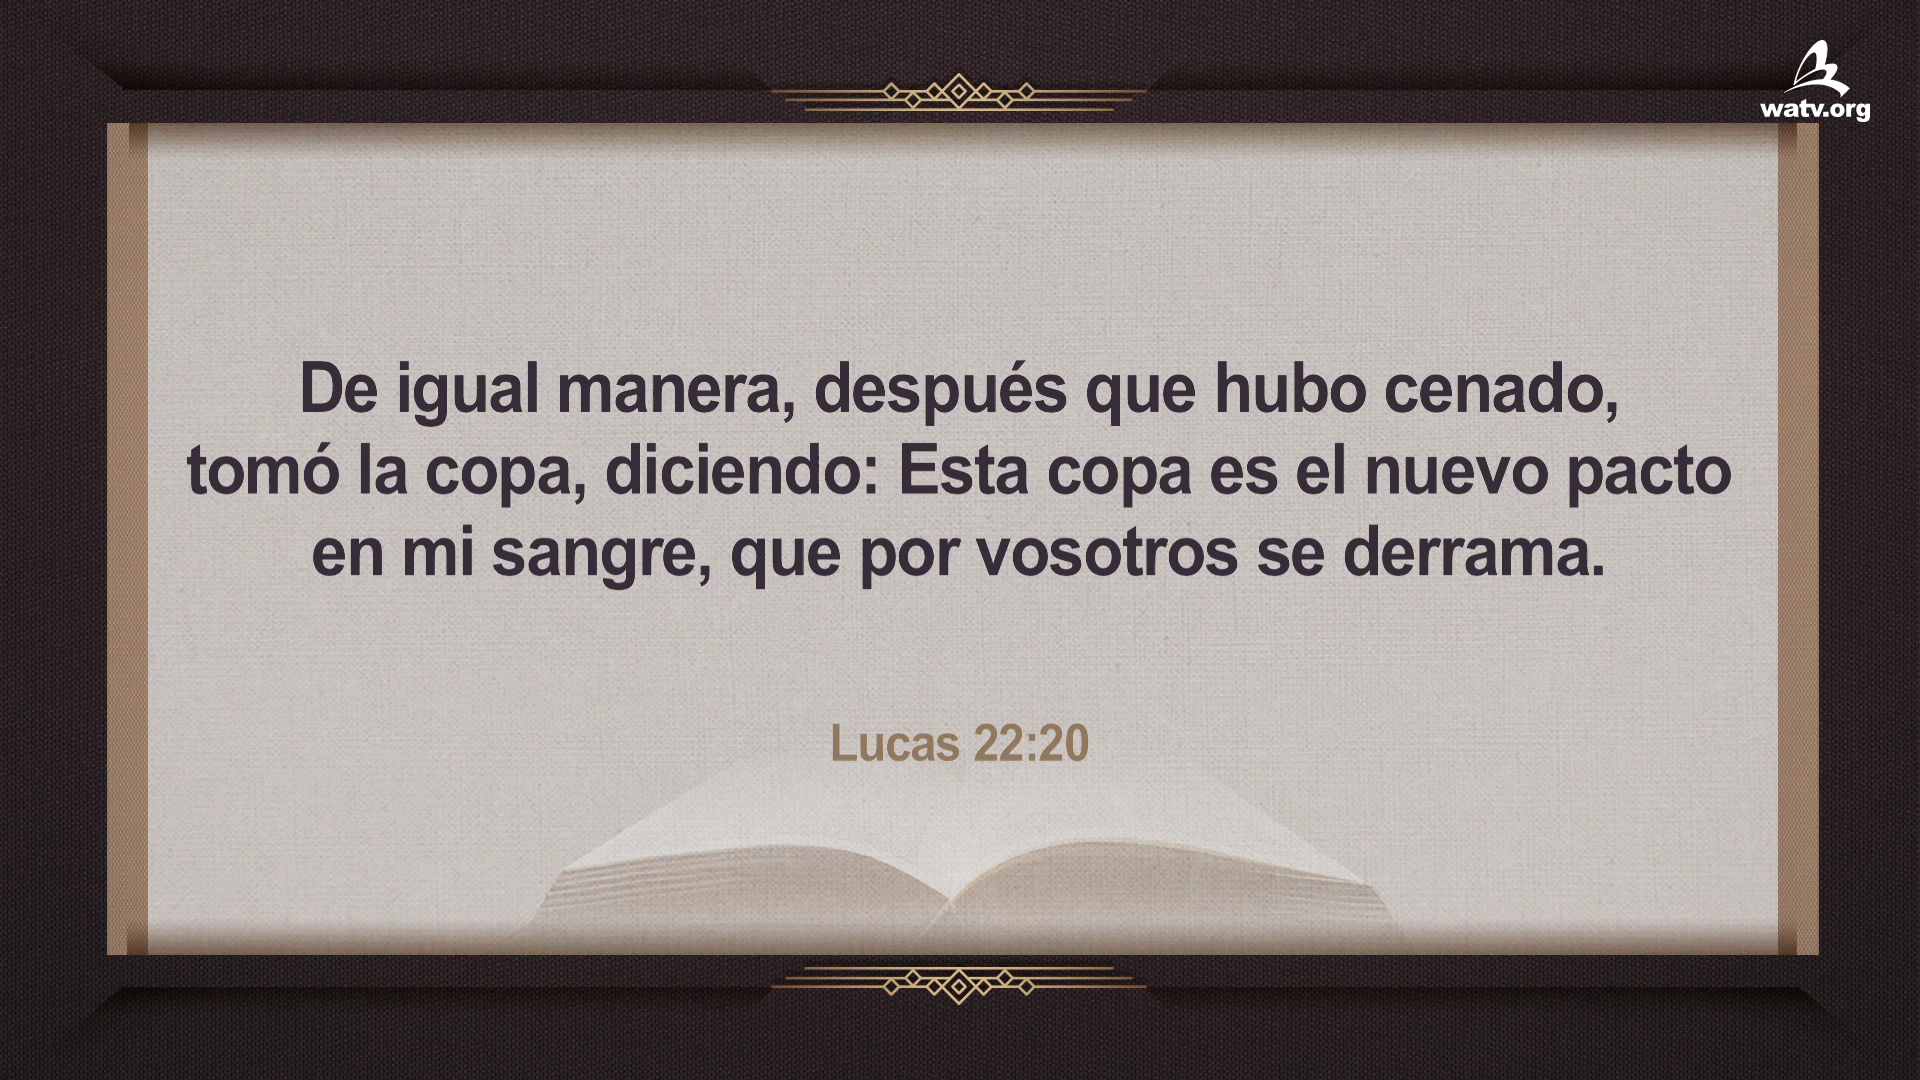 watv.org
De igual manera, después que hubo cenado,
tomó la copa, diciendo: Esta copa es el nuevo pacto
en mi sangre, que por vosotros se derrama.
Lucas 22:20